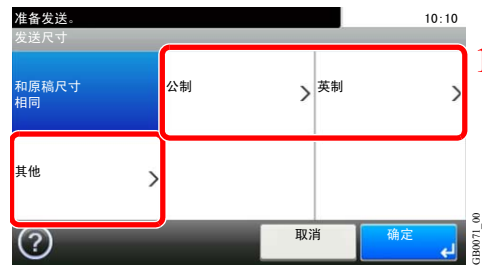 准备发送。 10:10
发送尺寸
和原稿尺寸
相同
公制
英制
1
其他
取消
确定
GB0071_00